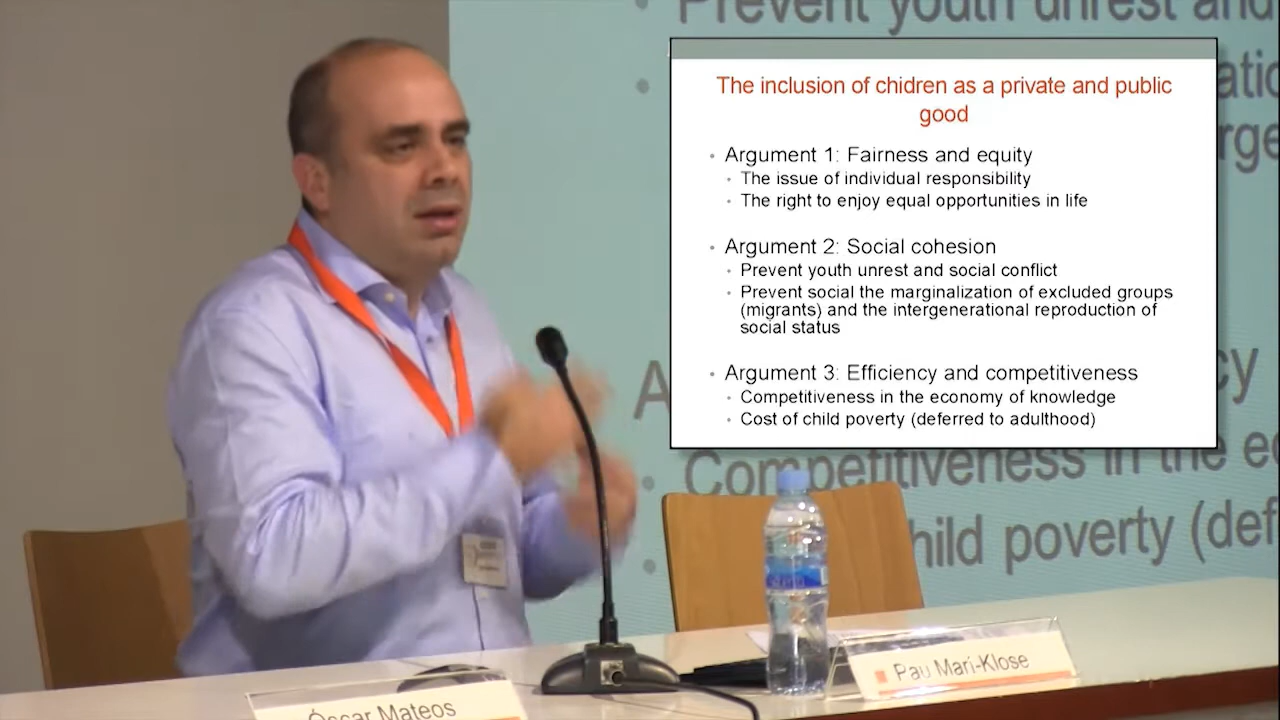 Prevent youth unrest and
The inclusion of chidren as a private and public
good
• Argument 1: Fairness and equity
• The issue of individual responsibility
• The right to enjoy equal opportunities in life
• Argument 2: Social cohesion
• Prevent youth unrest and social conflict
• Prevent social the marginalization of excluded groups
(migrants) and the intergenerational reproduction of
social status
• Argument 3: Efficiency and competitiveness
• Competitiveness in the economy of knowledge
• Cost of child poverty (deferred to adulthood)
Competitiveness in the
child poverty (def
Pau Marí-Klose
Óscar Mateos